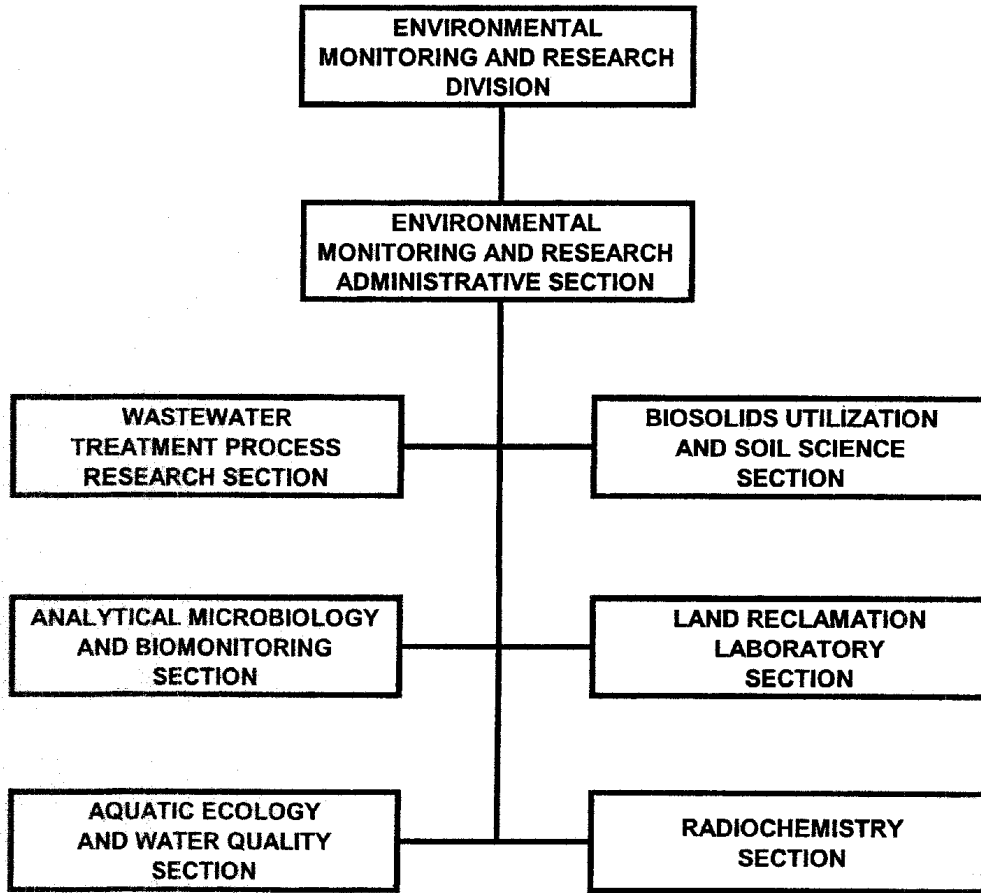 ENVIRONMENTAL
MONITORING AND RESEARCH
DIVISION
ENVIRONMENTAL
MONITORING AND RESEARCH
ADMINISTRATIVE SECTION
WASTEWATER
TREATMENT PROCESS
RESEARCH SECTION
BIOSOLIDS UTILIZATION
AND SOIL SCIENCE
SECTION
ANALYTICAL MICROBIOLOGY
AND BIOMONITORING
SECTION
LAND RECLAMATION
LABORATORY
SECTION
AQUATIC ECOLOGY
AND WATER QUALITY
SECTION
RADIOCHEMISTRY
SECTION